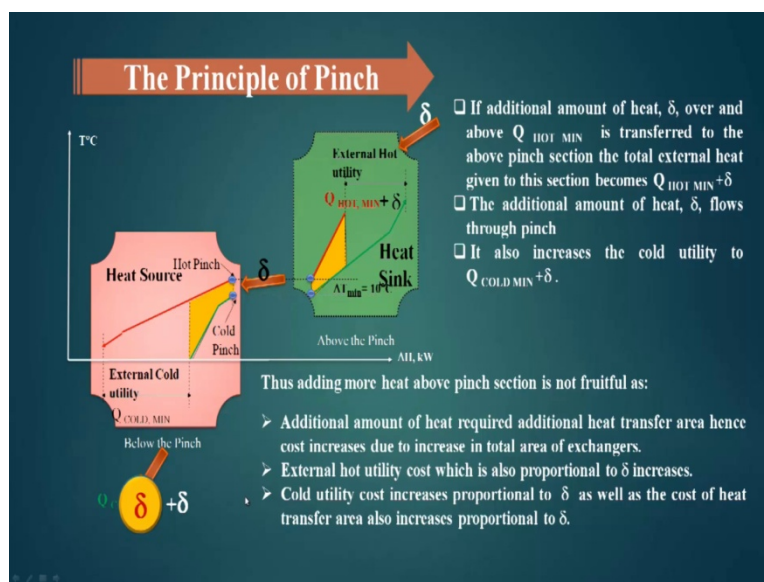 The Principle of Pinch
T°C
δ
External Hot
utility
Q HOT, MIN + δ
Heat
Sink
ΔTmin= 10°C
Above the Pinch
ΔH, kW
δ
Heat Source
Hot Pinch
Cold
Pinch
External Cold
utility
Q COLD, MIN
Below the Pinch
Q
δ
+δ
❑ If additional amount of heat, δ, over and
above Q HOT MIN is transferred to the
above pinch section the total external heat
given to this section becomes Q HOT MIN+δ
❑ The additional amount of heat, δ, flows
through pinch
❑ It also increases the cold utility to
Q COLD MIN+δ .
Thus adding more heat above pinch section is not fruitful as:
➢ Additional amount of heat required additional heat transfer area hence
cost increases due to increase in total area of exchangers.
➢ External hot utility cost which is also proportional to δ increases.
➢ Cold utility cost increases proportional to δ as well as the cost of heat
transfer area also increases proportional to δ.